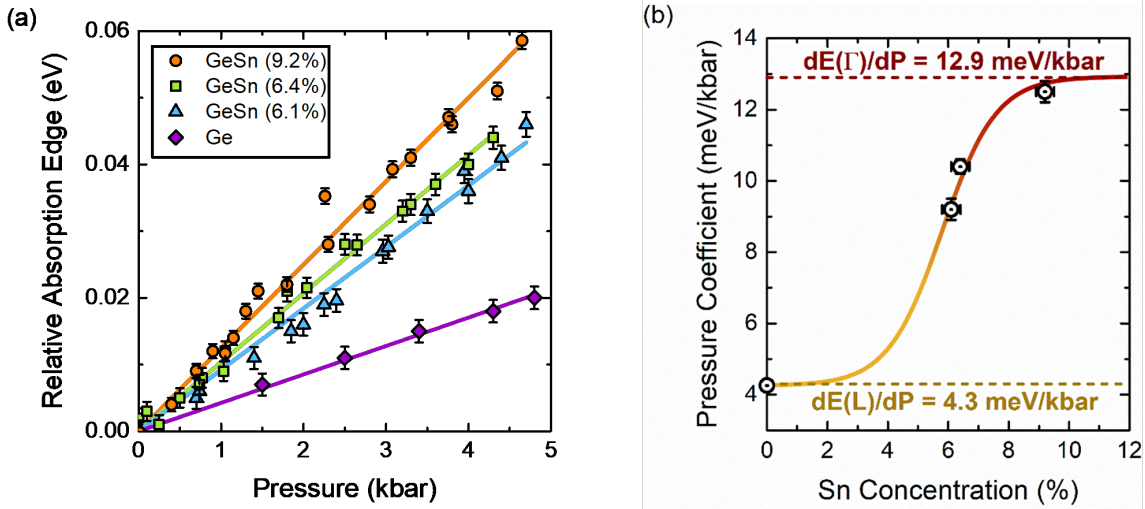 (a)
0.06
0.04
0.02
0.00
Relative Absorption Edge (eV)
GeSn (9.2%)
GeSn (6.4%)
GeSn (6.1%)
Ge
0 1 2 3 4 5
Pressure (kbar)
(b)
14
12
10
8
6
4
Pressure Coefficient (meV/kbar)
dE(Γ)/dP = 12.9 meV/kbar
dE(L)/dP = 4.3 meV/kbar
0 2 4 6 8 10 12
Sn Concentration (%)